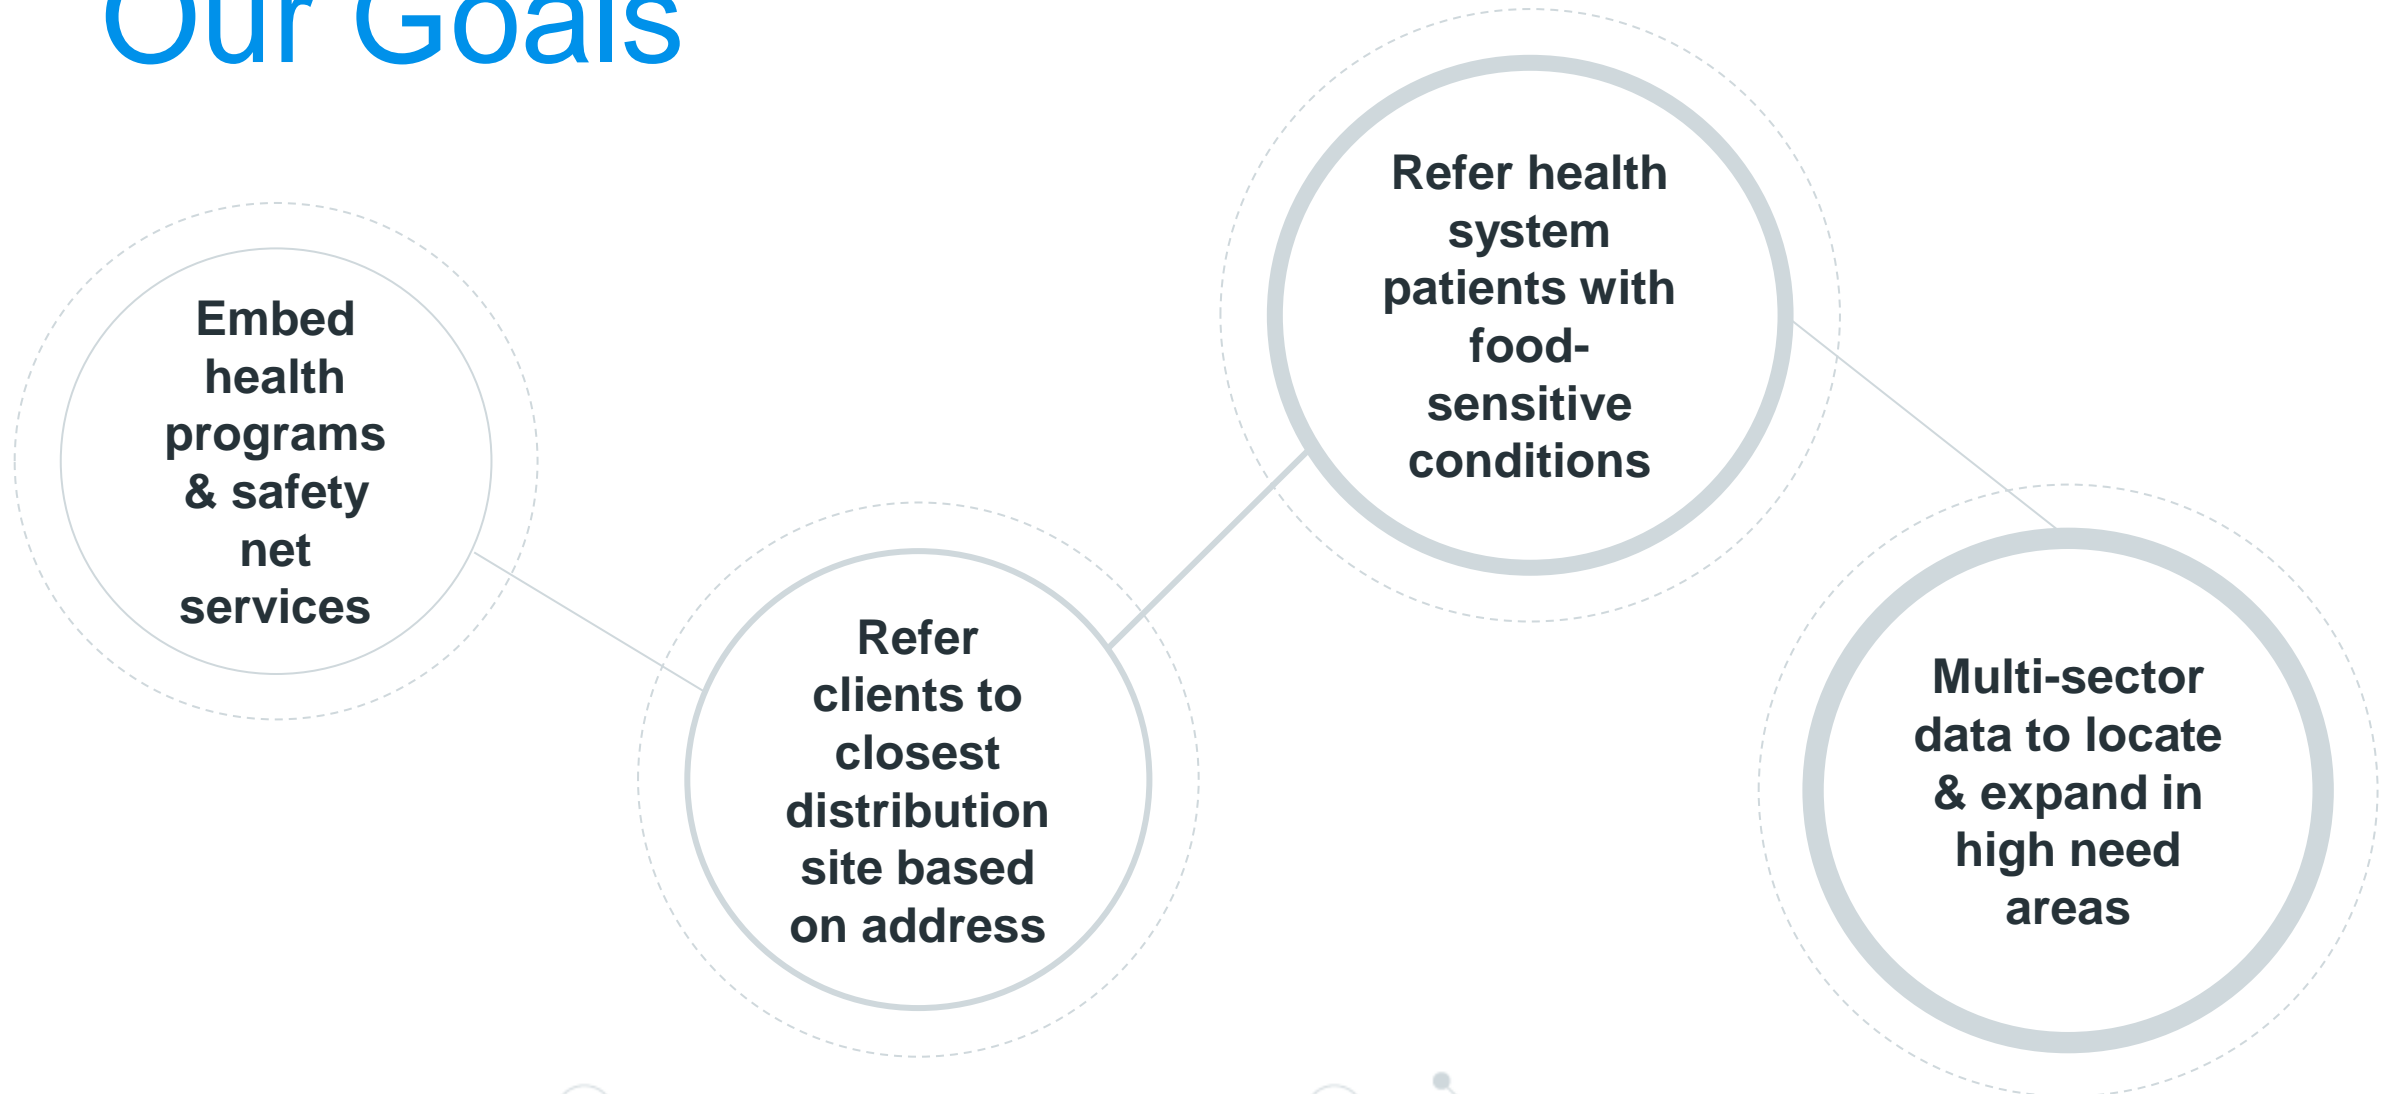 Our Goals
Embed
health
programs
& safety
net
services
Refer
clients to
closest
distribution
site based
on address
Refer health
system
patients with
food-
sensitive
conditions
Multi-sector
data to locate
& expand in
high need
areas